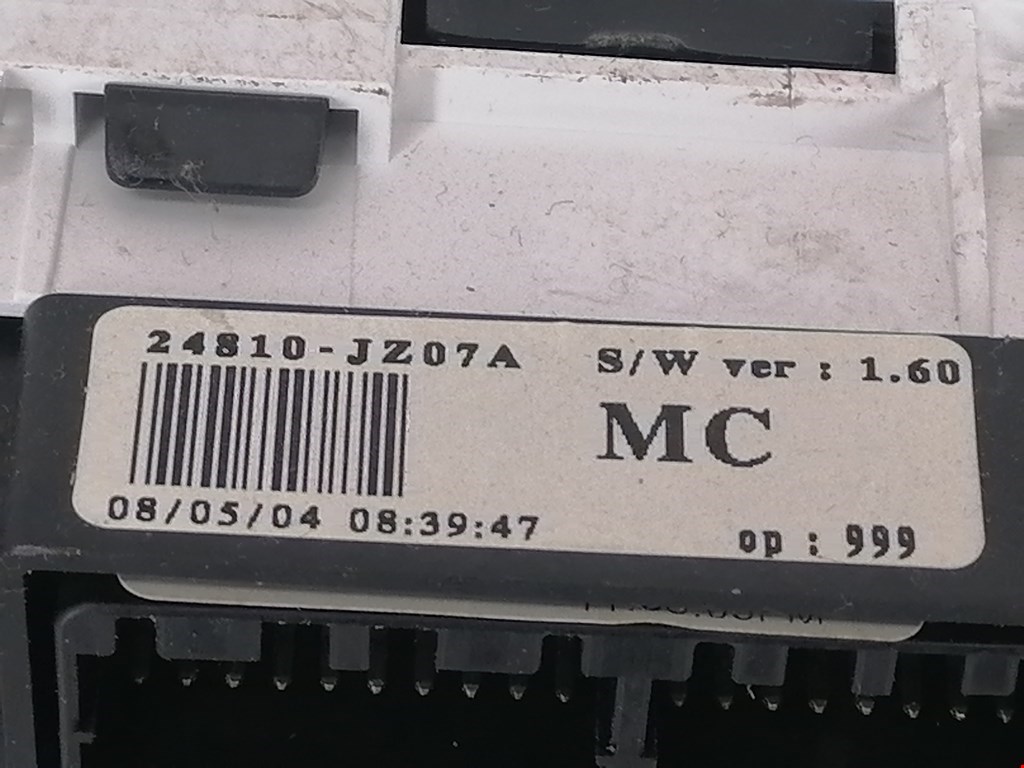 24810-JZ07A S/W ver : 1.60
MC
08/05/04 08:39:47 op : 999